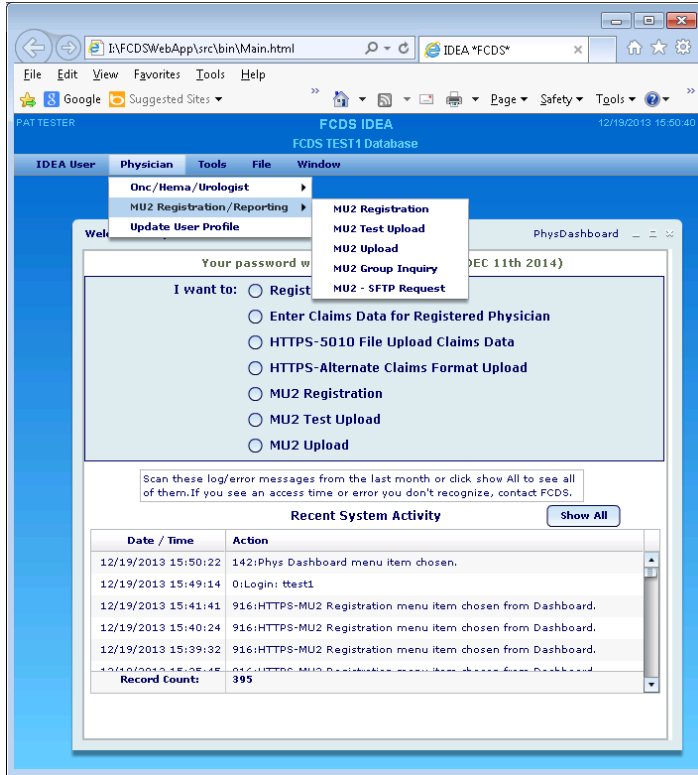 I:\FCDSWebApp\src\bin\Main.html
IDEA *FCDS*
File Edit View Favorites Tools Help
Google Suggested Sites Page Safety Tools
PAT TESTER FCDS IDEA 12/19/2013 15:50:40
FCDS TEST1 Database
IDEA User Physician Tools File Window
Onc/Hema/Urologist
MU2 Registration/Reporting MU2 Registration
Update User Profile MU2 Test Upload
MU2 Upload
MU2 Group Inquiry
MU2 - SFTP Request
Wel PhysDashboard
Your password w DEC 11th 2014)
I want to: Regist
Enter Claims Data for Registered Physician
HTTPS-5010 File Upload Claims Data
HTTPS-Alternate Claims Format Upload
MU2 Registration
MU2 Test Upload
MU2 Upload
Scan these log/error messages from the last month or click show All to see all
of them.If you see an access time or error you don't recognize, contact FCDS.
Recent System Activity Show All
Date / Time Action
12/19/2013 15:50:22 142:Phys Dashboard menu item chosen.
12/19/2013 15:49:14 0:Login: ttest1
12/19/2013 15:41:41 916:HTTPS-MU2 Registration menu item chosen from Dashboard.
12/19/2013 15:40:24 916:HTTPS-MU2 Registration menu item chosen from Dashboard.
12/19/2013 15:39:32 916:HTTPS-MU2 Registration menu item chosen from Dashboard.
Record Count: 395